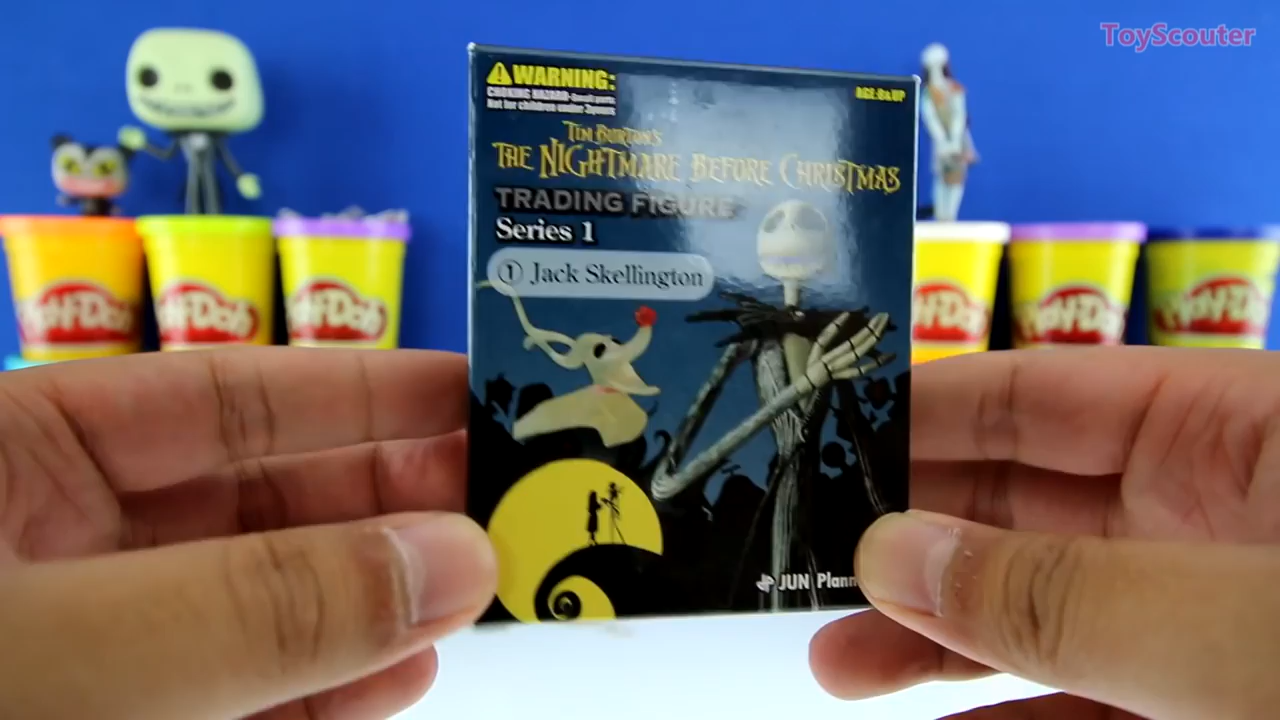 ToyScouter
WARNING:
CHOKING HAZARD-Small parts
Not for children under 3years
AGE:8&UP
TIM BURTON'S
THE NIGHTMARE BEFORE CHRISTMAS
TRADING FIGURE
Series 1
1 Jack Skellington
JUN Plann
Play-Doh
Play-Doh
Play-Doh
Play-Doh
Play-Doh
Play-Doh